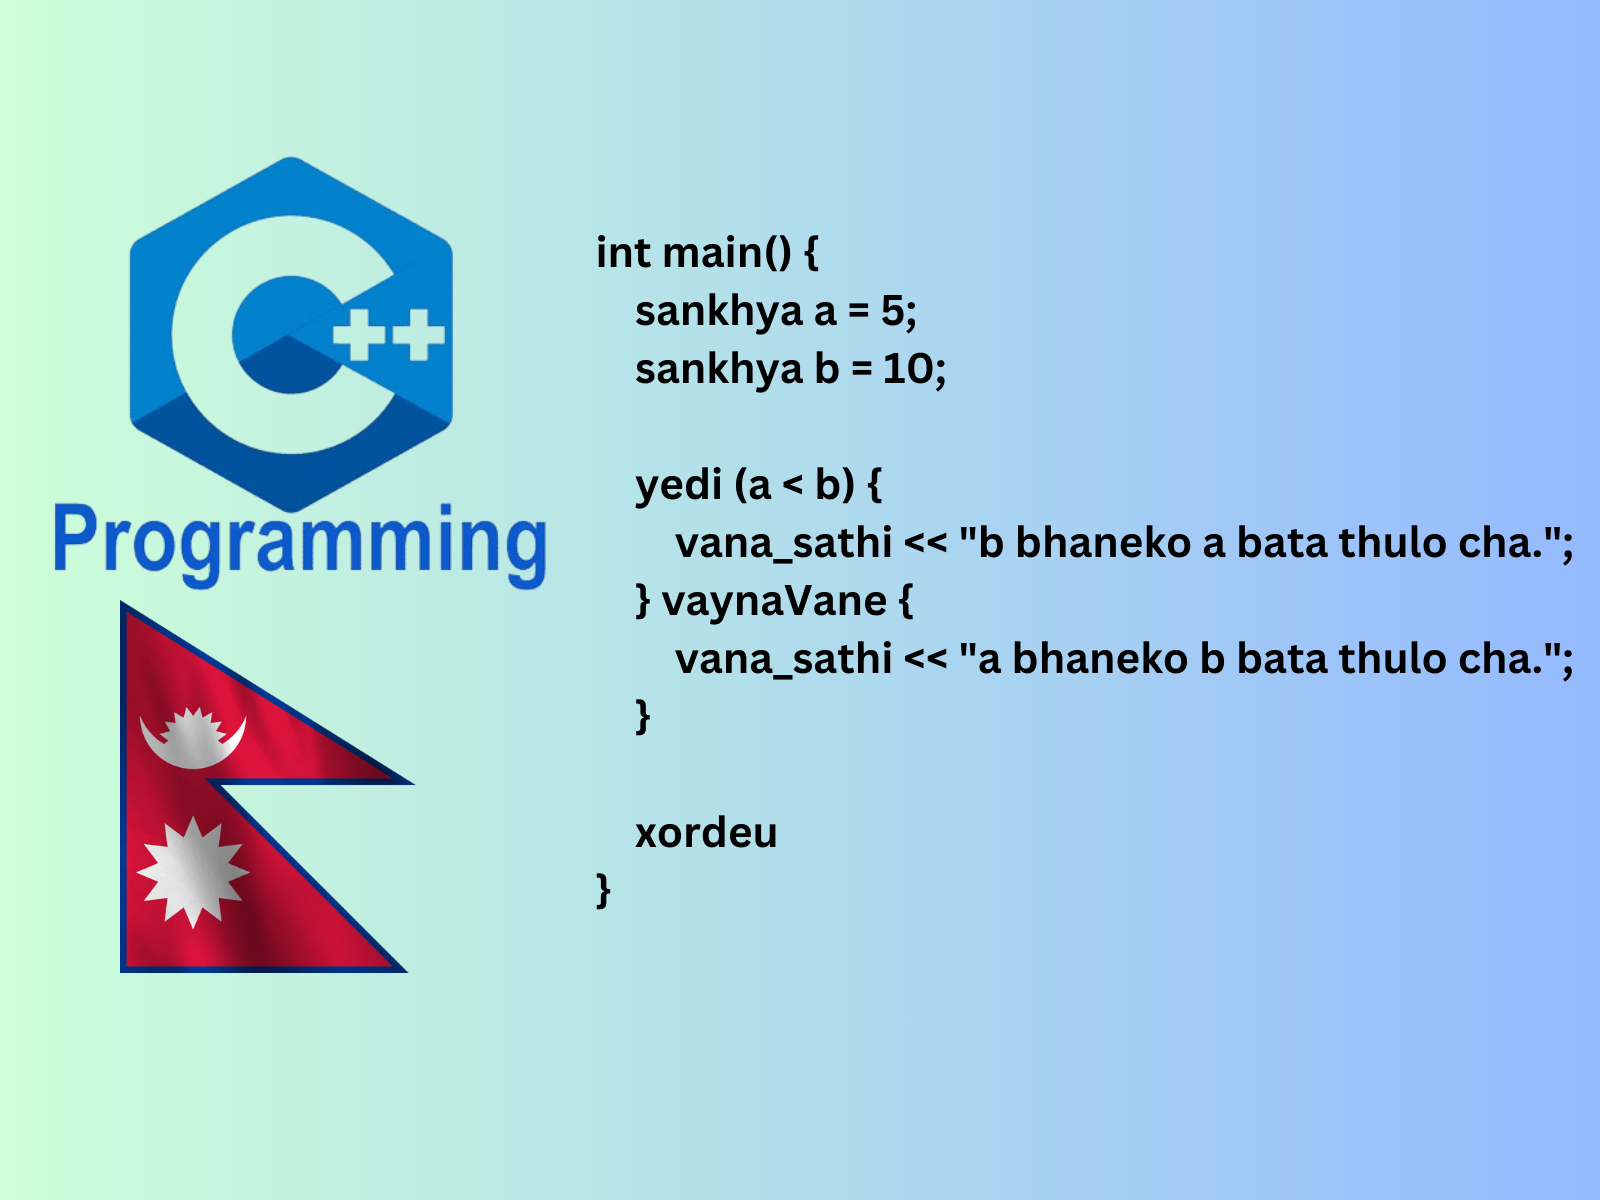 C++
Programming
int main() {
sankhya a = 5;
sankhya b = 10;
yedi (a < b) {
vana_sathi << "b bhaneko a bata thulo cha.";
} vaynaVane {
vana_sathi << "a bhaneko b bata thulo cha.";
}
xordeu
}